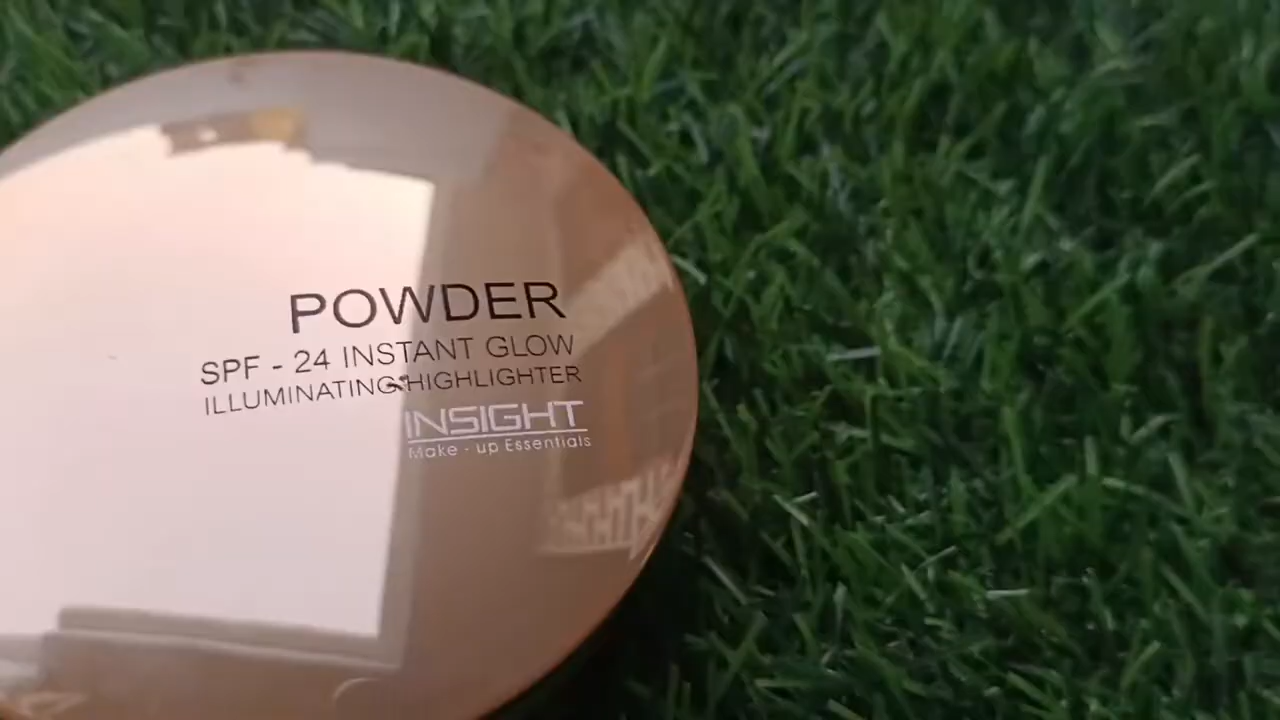 POWDER
SPF - 24 INSTANT GLOW
ILLUMINATING HIGHLIGHTER
INSIGHT
Make - up Essentials